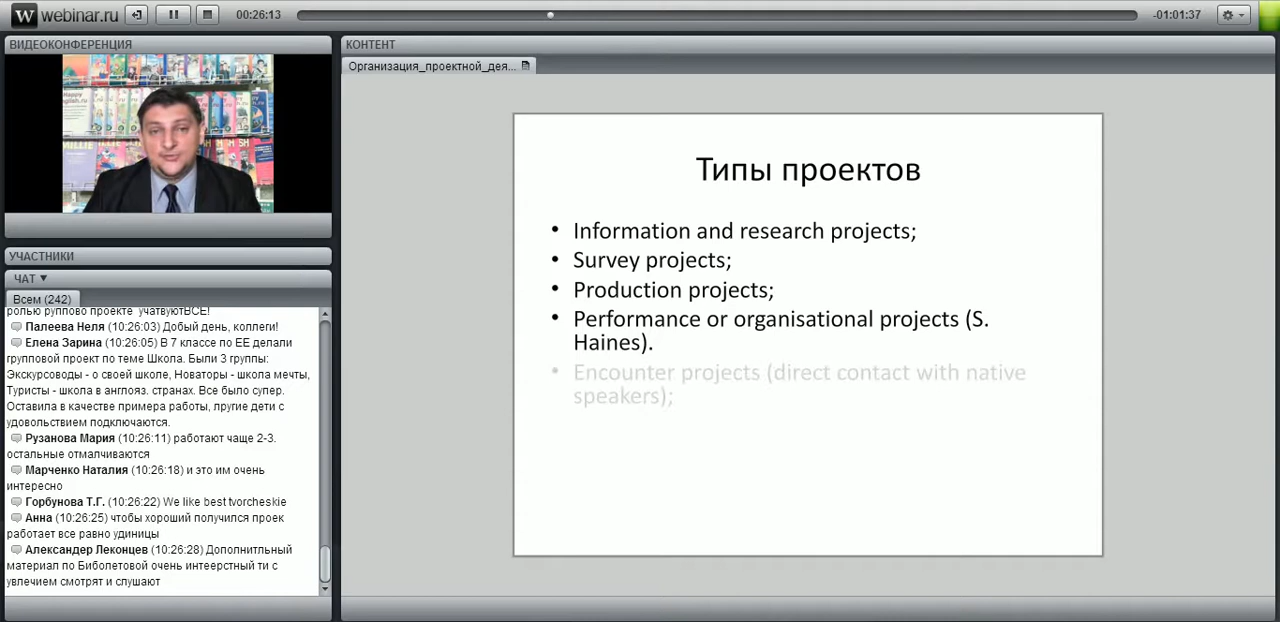 webinar.ru
00:26:13
-01:01:37
ВИДЕОКОНФЕРЕНЦИЯ
УЧАСТНИКИ
ЧАТ ▼
Всем (242)
ролью руппово проекте учатвуютВСЕ!
Палеева Неля (10:26:03) Добый день, коллеги!
Елена Зарина (10:26:05) В 7 классе по ЕЕ делали
групповой проект по теме Школа. Были 3 группы:
Экскурсоводы - о своей школе, Новаторы - школа мечты,
Туристы - школа в англояз. странах. Все было супер.
Оставила в качестве примера работы, пругие дети с
удовольствием подключаются.
Рузанова Мария (10:26:11) работают чаще 2-3.
остальные отмалчиваются
Марченко Наталия (10:26:18) и это им очень
интересно
Горбунова Т.Г. (10:26:22) We like best tvorcheskie
Анна (10:26:25) чтобы хороший получился проек
работает все равно удиницы
Александр Леконцев (10:26:28) Дополнитльный
материал по Биболетовой очень интеерстный ти с
увлечием смотрят и слушают
КОНТЕНТ
Организация_проектной_дея...
Типы проектов
• Information and research projects;
• Survey projects;
• Production projects;
• Performance or organisational projects (S.
Haines).
• Encounter projects (direct contact with native
speakers);